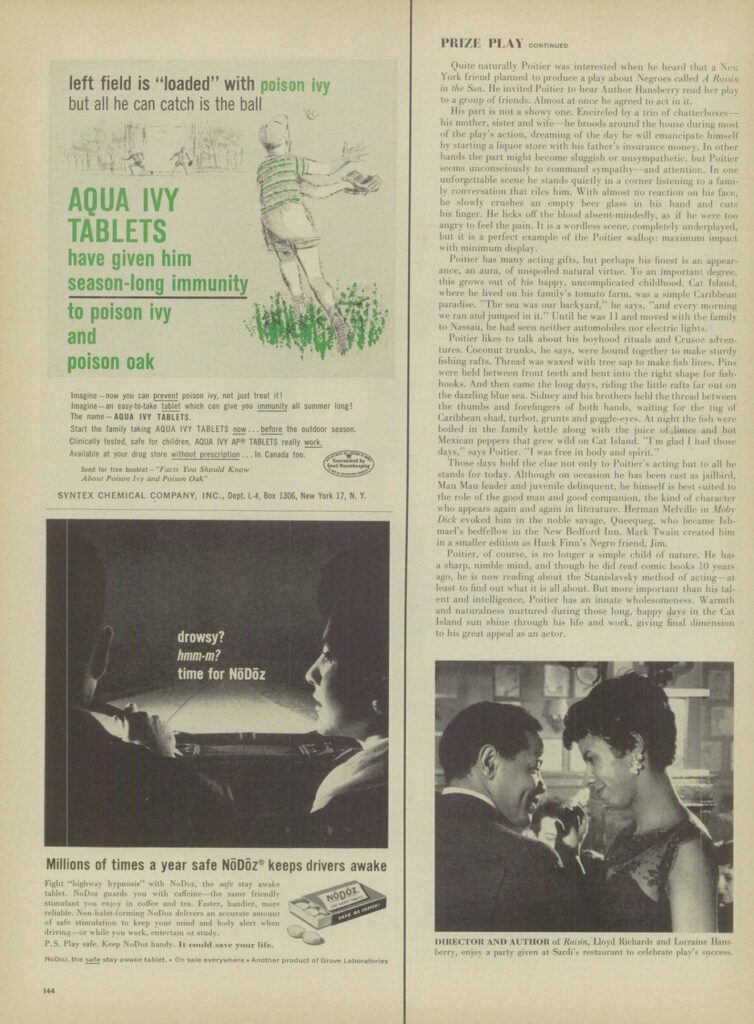 left field is "loaded" with poison ivy
but all he can catch is the ball
AQUA IVY
TABLETS
have given him
season-long immunity
to poison ivy
and
poison oak
Imagine—now you can prevent poison ivy, not just treat it!
Imagine—an easy-to-take tablet which can give you immunity all summer long!
The name—AQUA IVY TABLETS.
Start the family taking AQUA IVY TABLETS now...before the outdoor season.
Clinically tested, safe for children, AQUA IVY AP® TABLETS really work.
Available at your drug store without prescription...In Canada too.
Send for free booklet—"Facts You Should Know
About Poison Ivy and Poison Oak"
Guaranteed by
Good Housekeeping
SYNTEX CHEMICAL COMPANY, INC., Dept. L-4, Box 1306, New York 17, N. Y.
drowsy?
hmm-m?
time for NōDōz
Millions of times a year safe NōDōz® keeps drivers awake
Fight "highway hypnosis" with NoDoz, the safe stay awake
tablet. NoDoz guards you with caffeine—the same friendly
stimulant you enjoy in coffee and tea. Faster, handier, more
reliable. Non-habit-forming NoDoz delivers an accurate amount
of safe stimulation to keep your mind and body alert when
driving—or while you work, entertain or study.
P.S. Play safe. Keep NoDoz handy. It could save your life.
NōDōz
SAFE AS COFFEE!
NoDoz, the safe stay awake tablet. • On sale everywhere • Another product of Grove Laboratories
144
PRIZE PLAY CONTINUED
Quite naturally Poitier was interested when he heard that a New
York friend planned to produce a play about Negroes called A Raisin
in the Sun. He invited Poitier to hear Author Hansberry read her play
to a group of friends. Almost at once he agreed to act in it.
His part is not a showy one. Encircled by a trio of chatterboxes—
his mother, sister and wife—he broods around the house during most
of the play's action, dreaming of the day he will emancipate himself
by starting a liquor store with his father's insurance money. In other
hands the part might become sluggish or unsympathetic, but Poitier
seems unconsciously to command sympathy—and attention. In one
unforgettable scene he stands quietly in a corner listening to a fami-
ly conversation that riles him. With almost no reaction on his face,
he slowly crushes an empty beer glass in his hand and cuts
his finger. He licks off the blood absent-mindedly, as if he were too
angry to feel the pain. It is a wordless scene, completely underplayed,
but it is a perfect example of the Poitier wallop: maximum impact
with minimum display.
Poitier has many acting gifts, but perhaps his finest is an appear-
ance, an aura, of unspoiled natural virtue. To an important degree,
this grows out of his happy, uncomplicated childhood. Cat Island,
where he lived on his family's tomato farm, was a simple Caribbean
paradise. "The sea was our backyard," he says, "and every morning
we ran and jumped in it." Until he was 11 and moved with the family
to Nassau, he had seen neither automobiles nor electric lights.
Poitier likes to talk about his boyhood rituals and Crusoe adven-
tures. Coconut trunks, he says, were bound together to make sturdy
fishing rafts. Thread was waxed with tree sap to make fish lines. Pins
were held between front teeth and bent into the right shape for fish-
hooks. And then came the long days, riding the little rafts far out on
the dazzling blue sea. Sidney and his brothers held the thread between
the thumbs and forefingers of both hands, waiting for the tug of
Caribbean shad, turbot, grunts and goggle-eyes. At night the fish were
boiled in the family kettle along with the juice of limes and hot
Mexican peppers that grew wild on Cat Island. "I'm glad I had those
days," says Poitier. "I was free in body and spirit."
Those days hold the clue not only to Poitier's acting but to all he
stands for today. Although on occasion he has been cast as jailbird,
Mau Mau leader and juvenile delinquent, he himself is best suited to
the role of the good man and good companion, the kind of character
who appears again and again in literature. Herman Melville in Moby
Dick evoked him in the noble savage, Queequeg, who became Ish-
mael's bedfellow in the New Bedford Inn. Mark Twain created him
in a smaller edition as Huck Finn's Negro friend, Jim.
Poitier, of course, is no longer a simple child of nature. He has
a sharp, nimble mind, and though he did read comic books 10 years
ago, he is now reading about the Stanislavsky method of acting—at
least to find out what it is all about. But more important than his tal-
ent and intelligence, Poitier has an innate wholesomeness. Warmth
and naturalness nurtured during those long, happy days in the Cat
Island sun shine through his life and work, giving final dimension
to his great appeal as an actor.
DIRECTOR AND AUTHOR of Raisin, Lloyd Richards and Lorraine Hans-
berry, enjoy a party given at Sardi's restaurant to celebrate play's success.